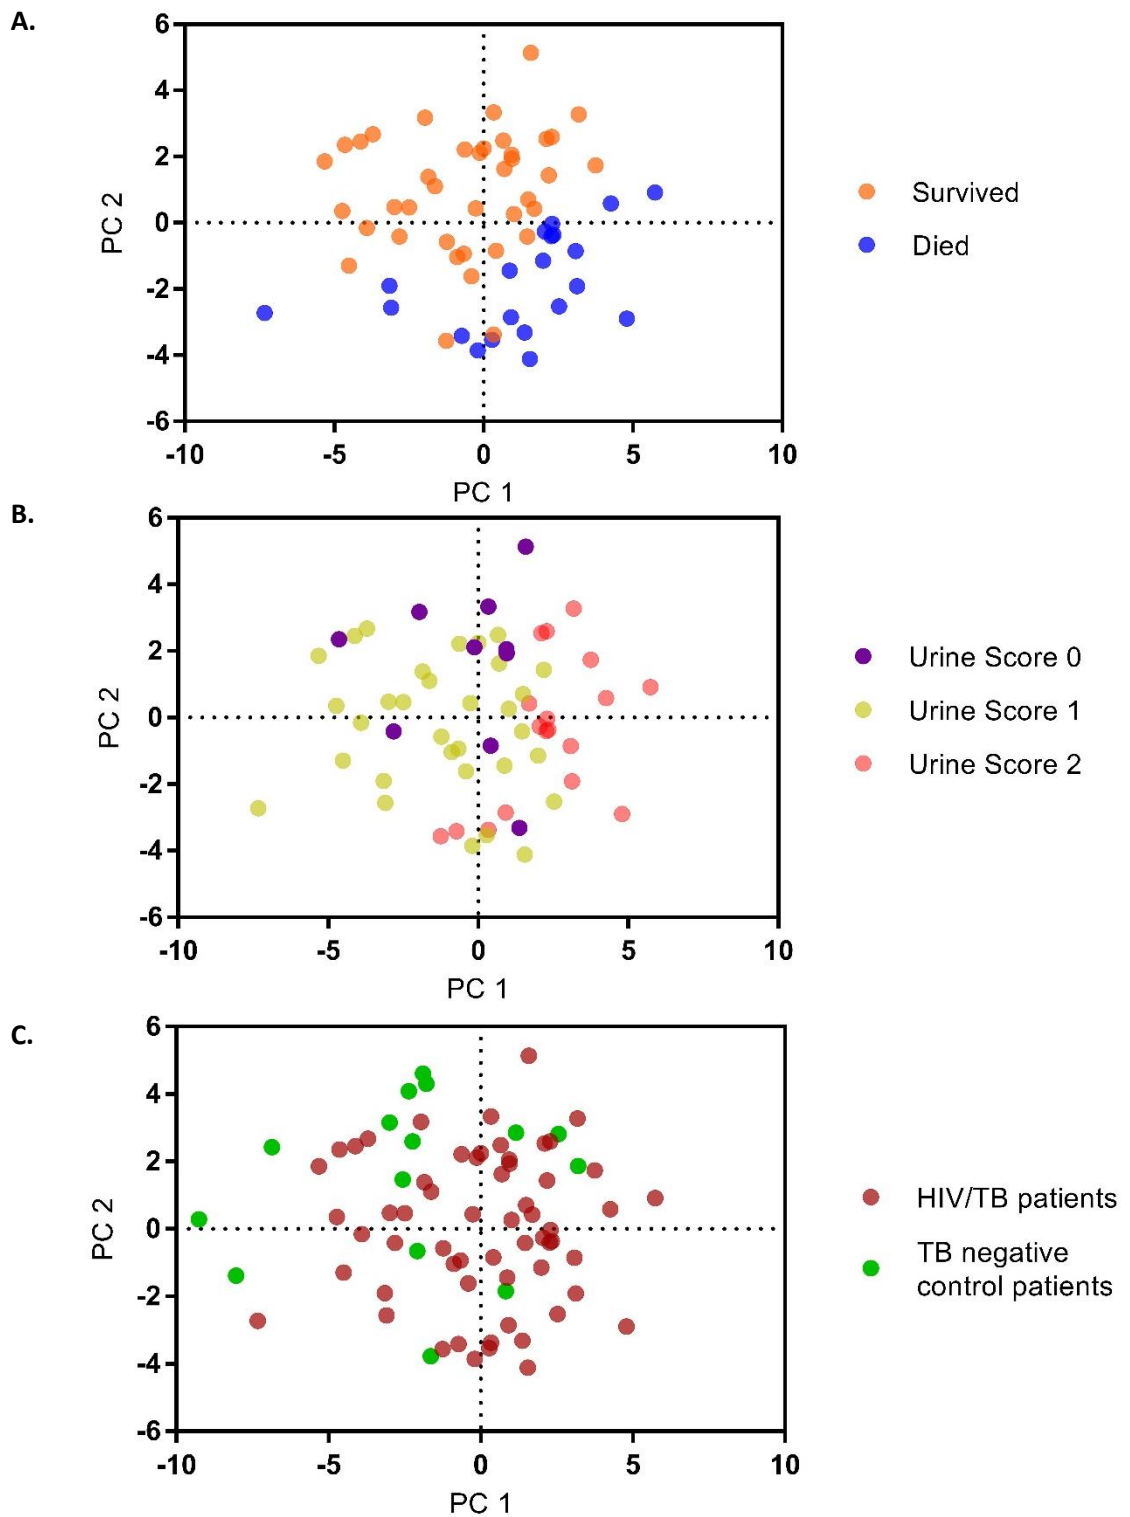 A.
6
4
2
0
-2
-4
-6
PC 2
-10 -5 0 5 10
PC 1
Survived
Died
B.
6
4
2
0
-2
-4
-6
PC 2
-10 -5 0 5 10
PC 1
Urine Score 0
Urine Score 1
Urine Score 2
C.
6
4
2
0
-2
-4
-6
PC 2
-10 -5 0 5 10
PC 1
HIV/TB patients
TB negative
control patients